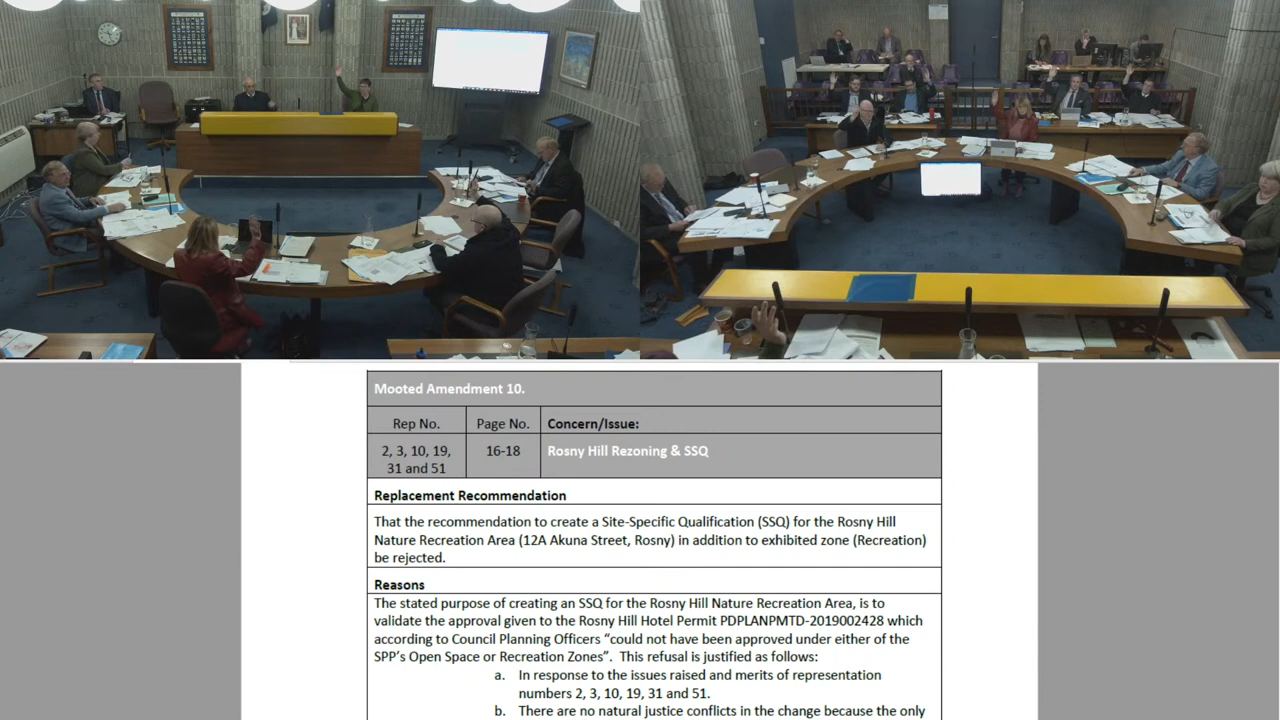 Mooted Amendment 10.
Rep No.
Page No.
Concern/Issue:
2, 3, 10, 19,
31 and 51
16-18
Rosny Hill Rezoning & SSQ
Replacement Recommendation
That the recommendation to create a Site-Specific Qualification (SSQ) for the Rosny Hill
Nature Recreation Area (12A Akuna Street, Rosny) in addition to exhibited zone (Recreation)
be rejected.
Reasons
The stated purpose of creating an SSQ for the Rosny Hill Nature Recreation Area, is to
validate the approval given to the Rosny Hill Hotel Permit PDPLANPMTD-2019002428 which
according to Council Planning Officers “could not have been approved under either of the
SPP’s Open Space or Recreation Zones”.  This refusal is justified as follows:
a. In response to the issues raised and merits of representation
numbers 2, 3, 10, 19, 31 and 51.
b. There are no natural justice conflicts in the change because the only